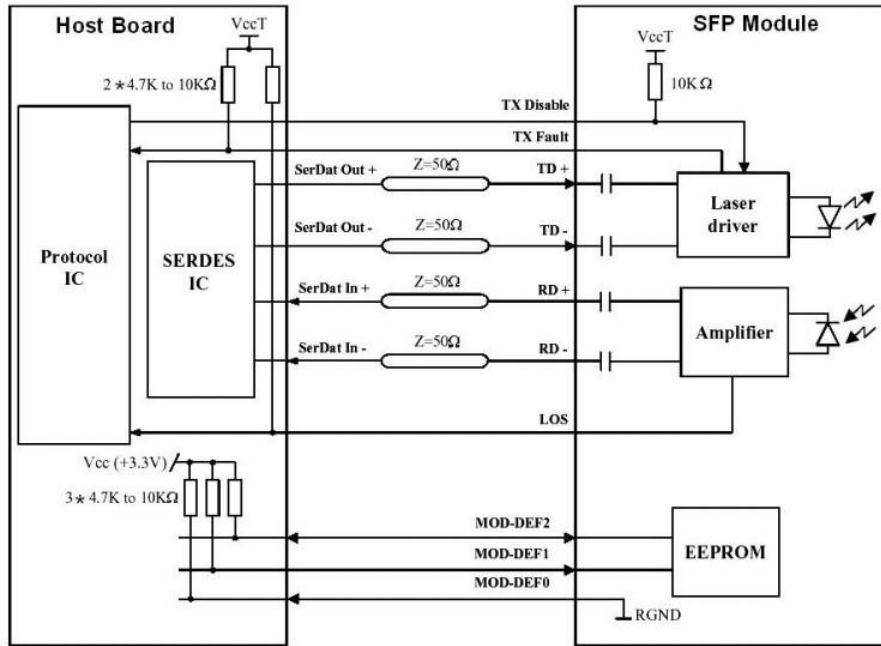 Host Board
SFP Module
VccT
VccT
2*4.7K to 10KΩ
10KΩ
TX Disable
TX Fault
SerDat Out +
Z=50Ω
TD +
Laser
driver
SerDat Out -
Z=50Ω
TD -
Protocol
IC
SERDES
IC
SerDat In +
Z=50Ω
RD +
Amplifier
SerDat In -
Z=50Ω
RD -
LOS
Vcc (+3.3V)
3*4.7K to 10KΩ
MOD-DEF2
MOD-DEF1
MOD-DEF0
EEPROM
RGND